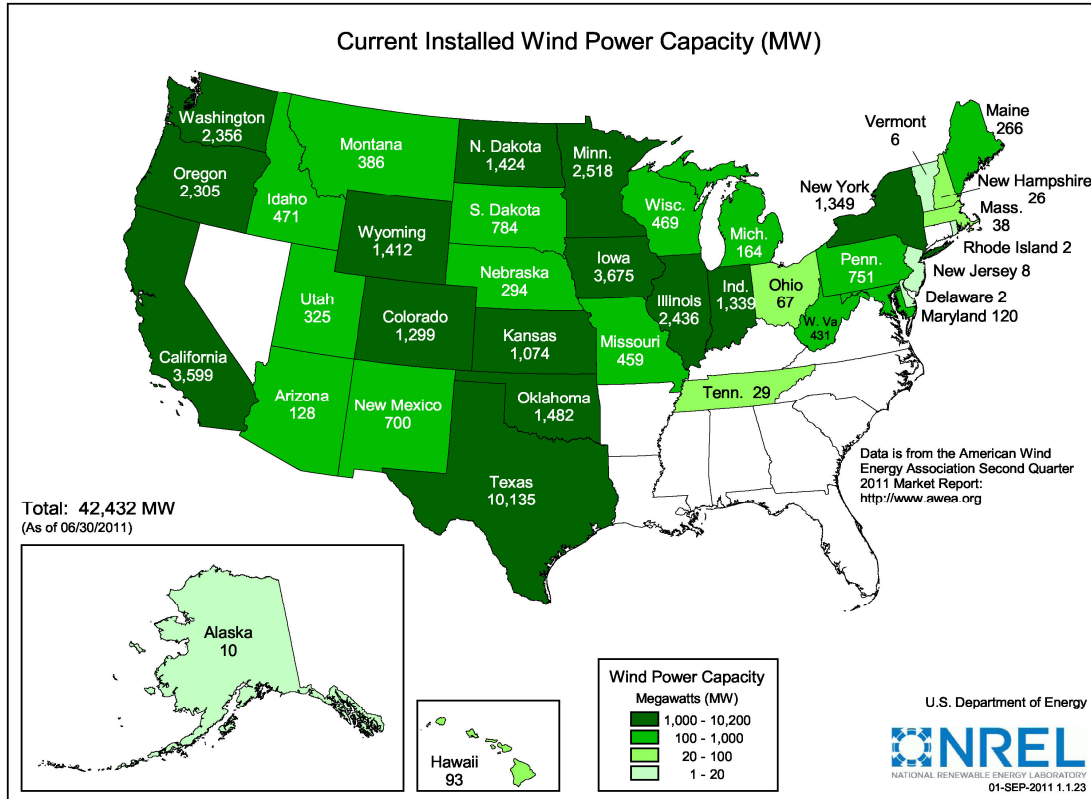 Current Installed Wind Power Capacity (MW)
Washington
2,356
Oregon
2,305
California
3,599
Idaho
471
Montana
386
Wyoming
1,412
Utah
325
Colorado
1,299
Arizona
128
New Mexico
700
N. Dakota
1,424
S. Dakota
784
Nebraska
294
Kansas
1,074
Oklahoma
1,482
Texas
10,135
Minn.
2,518
Iowa
3,675
Missouri
459
Wisc.
469
Illinois
2,436
Mich.
164
Ind.
1,339
Ohio
67
W. Va
431
Tenn. 29
Penn.
751
New York
1,349
Vermont
6
Maine
266
New Hampshire
26
Mass.
38
Rhode Island 2
New Jersey 8
Delaware 2
Maryland 120
Data is from the American Wind
Energy Association Second Quarter
2011 Market Report:
http://www.awea.org
Total: 42,432 MW
(As of 06/30/2011)
Alaska
10
Hawaii
93
Wind Power Capacity
Megawatts (MW)
1,000 - 10,200
100 - 1,000
20 - 100
1 - 20
U.S. Department of Energy
NREL
NATIONAL RENEWABLE ENERGY LABORATORY
01-SEP-2011 1.1.23